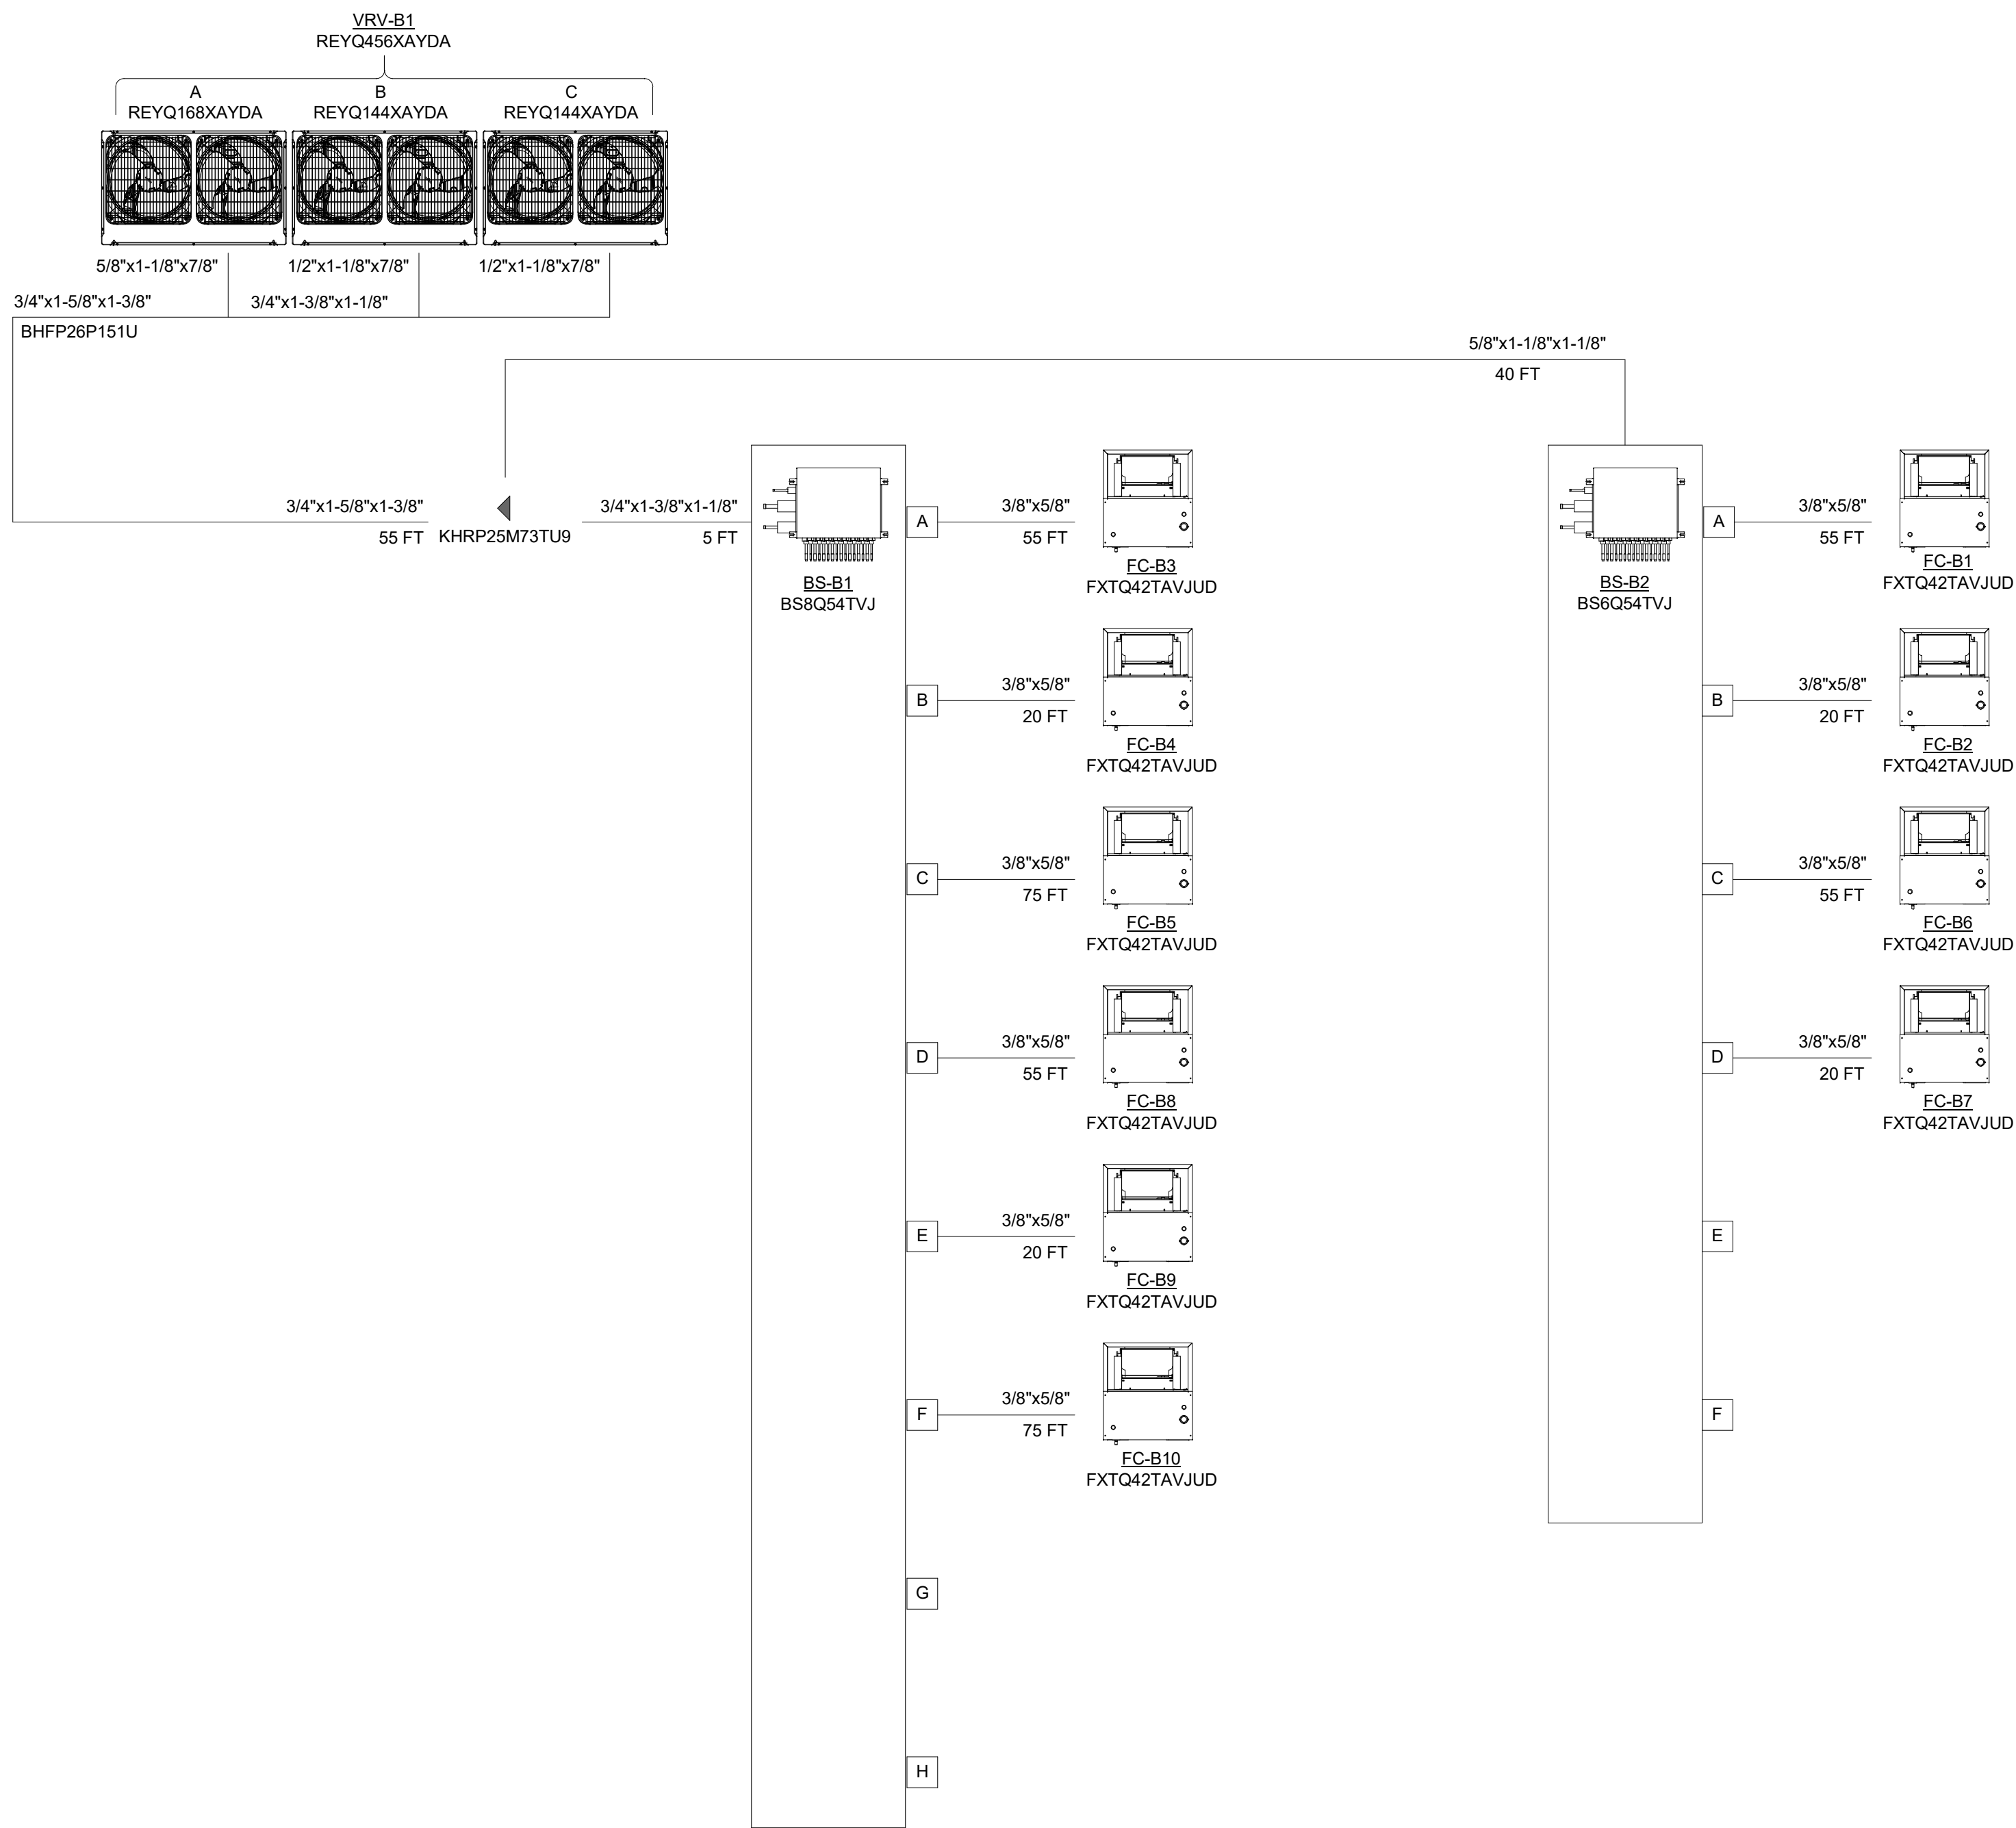 VRV-B1
REYQ456XAYDA
A
REYQ168XAYDA
B
REYQ144XAYDA
C
REYQ144XAYDA
5/8"x1-1/8"x7/8"
1/2"x1-1/8"x7/8"
1/2"x1-1/8"x7/8"
3/4"x1-5/8"x1-3/8"
3/4"x1-3/8"x1-1/8"
BHFP26P151U
5/8"x1-1/8"x1-1/8"
40 FT
3/4"x1-5/8"x1-3/8"
55 FT
KHRP25M73TU9
3/4"x1-3/8"x1-1/8"
5 FT
BS-B1
BS8Q54TVJ
A
3/8"x5/8"
55 FT
FC-B3
FXTQ42TAVJUD
B
3/8"x5/8"
20 FT
FC-B4
FXTQ42TAVJUD
C
3/8"x5/8"
75 FT
FC-B5
FXTQ42TAVJUD
D
3/8"x5/8"
55 FT
FC-B8
FXTQ42TAVJUD
E
3/8"x5/8"
20 FT
FC-B9
FXTQ42TAVJUD
F
3/8"x5/8"
75 FT
FC-B10
FXTQ42TAVJUD
G
H
BS-B2
BS6Q54TVJ
A
3/8"x5/8"
55 FT
FC-B1
FXTQ42TAVJUD
B
3/8"x5/8"
20 FT
FC-B2
FXTQ42TAVJUD
C
3/8"x5/8"
55 FT
FC-B6
FXTQ42TAVJUD
D
3/8"x5/8"
20 FT
FC-B7
FXTQ42TAVJUD
E
F